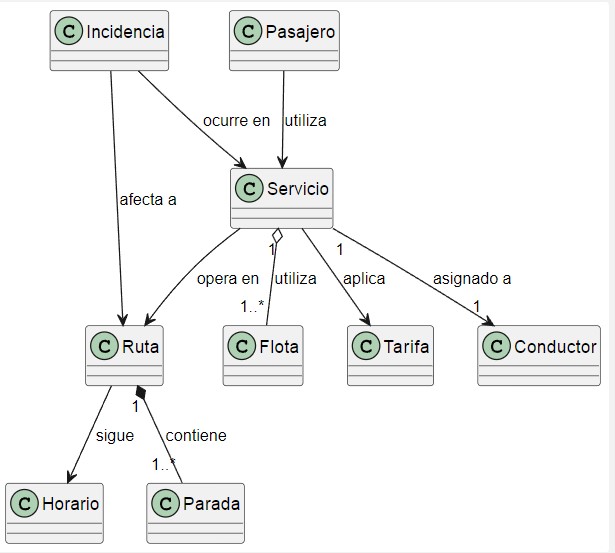 C Incidencia
C Pasajero
ocurre en
utiliza
C Servicio
afecta a
1
1
opera en
utiliza
aplica
asignado a
1..*
1
C Ruta
C Flota
C Tarifa
C Conductor
1
sigue
contiene
1..*
C Horario
C Parada